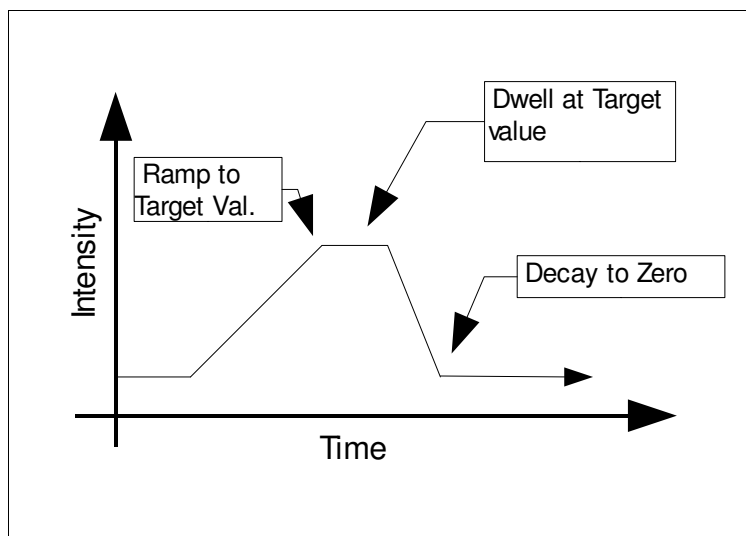 Dwell at Target
value
Ramp to
Target Val.
Decay to Zero
Intensity
Time